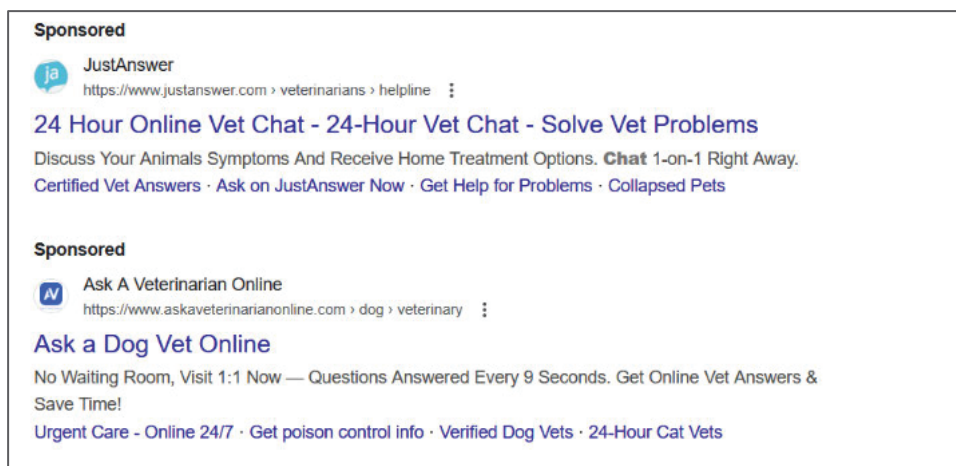 Sponsored
ja
JustAnswer
https://www.justanswer.com › veterinarians › helpline
24 Hour Online Vet Chat - 24-Hour Vet Chat - Solve Vet Problems
Discuss Your Animals Symptoms And Receive Home Treatment Options. Chat 1-on-1 Right Away.
Certified Vet Answers · Ask on JustAnswer Now · Get Help for Problems · Collapsed Pets
Sponsored
AV
Ask A Veterinarian Online
https://www.askaveterinarianonline.com › dog › veterinary
Ask a Dog Vet Online
No Waiting Room, Visit 1:1 Now — Questions Answered Every 9 Seconds. Get Online Vet Answers &
Save Time!
Urgent Care - Online 24/7 · Get poison control info · Verified Dog Vets · 24-Hour Cat Vets